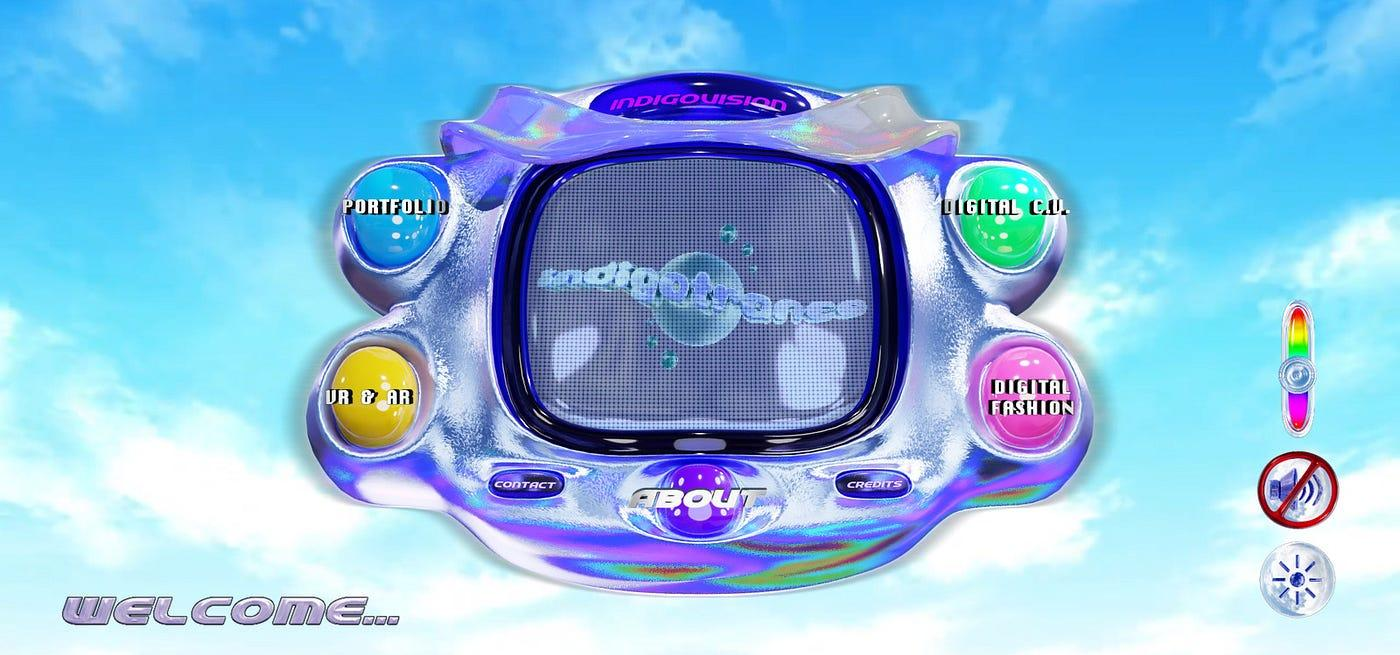 INDIGOVISION
PORTFOLIO
DIGITAL C.V.
indigotrance
VR & AR
DIGITAL
FASHION
CONTACT
ABOUT
CREDITS
WELCOME...